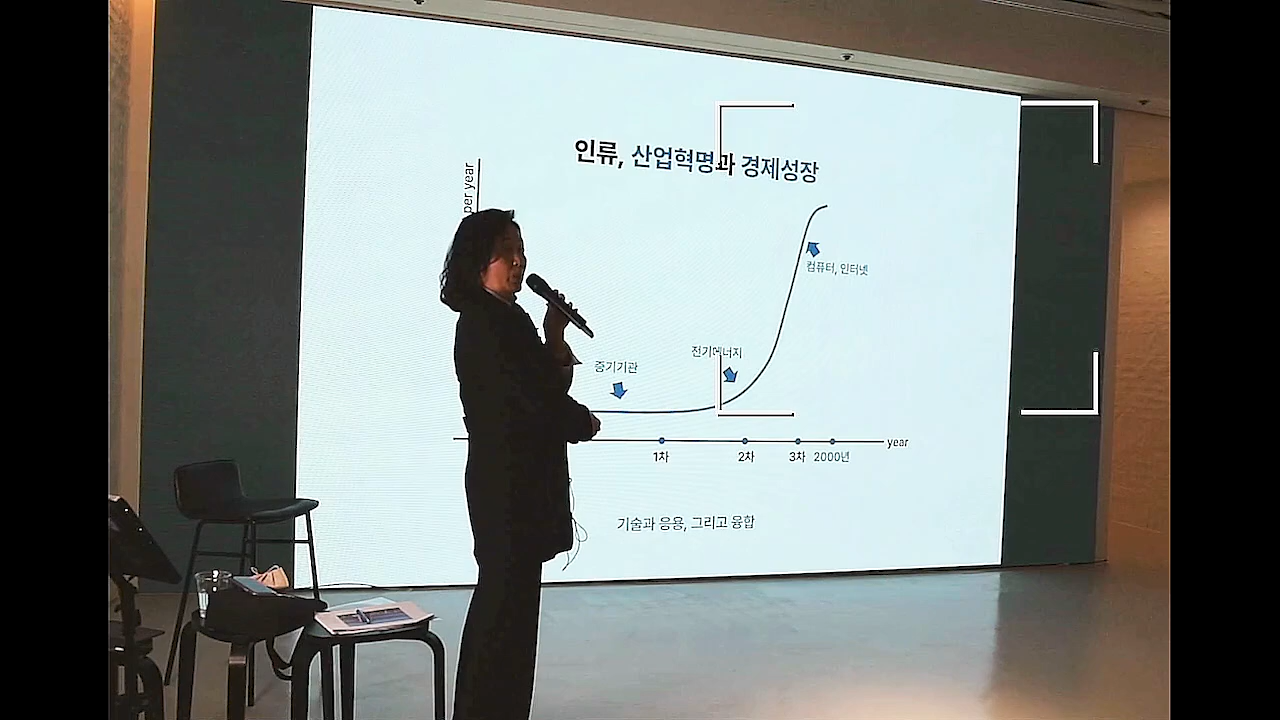 인류, 산업혁명과 경제성장
per year
컴퓨터, 인터넷
전기에너지
증기기관
year
1차 2차 3차 2000년
기술과 응용, 그리고 융합